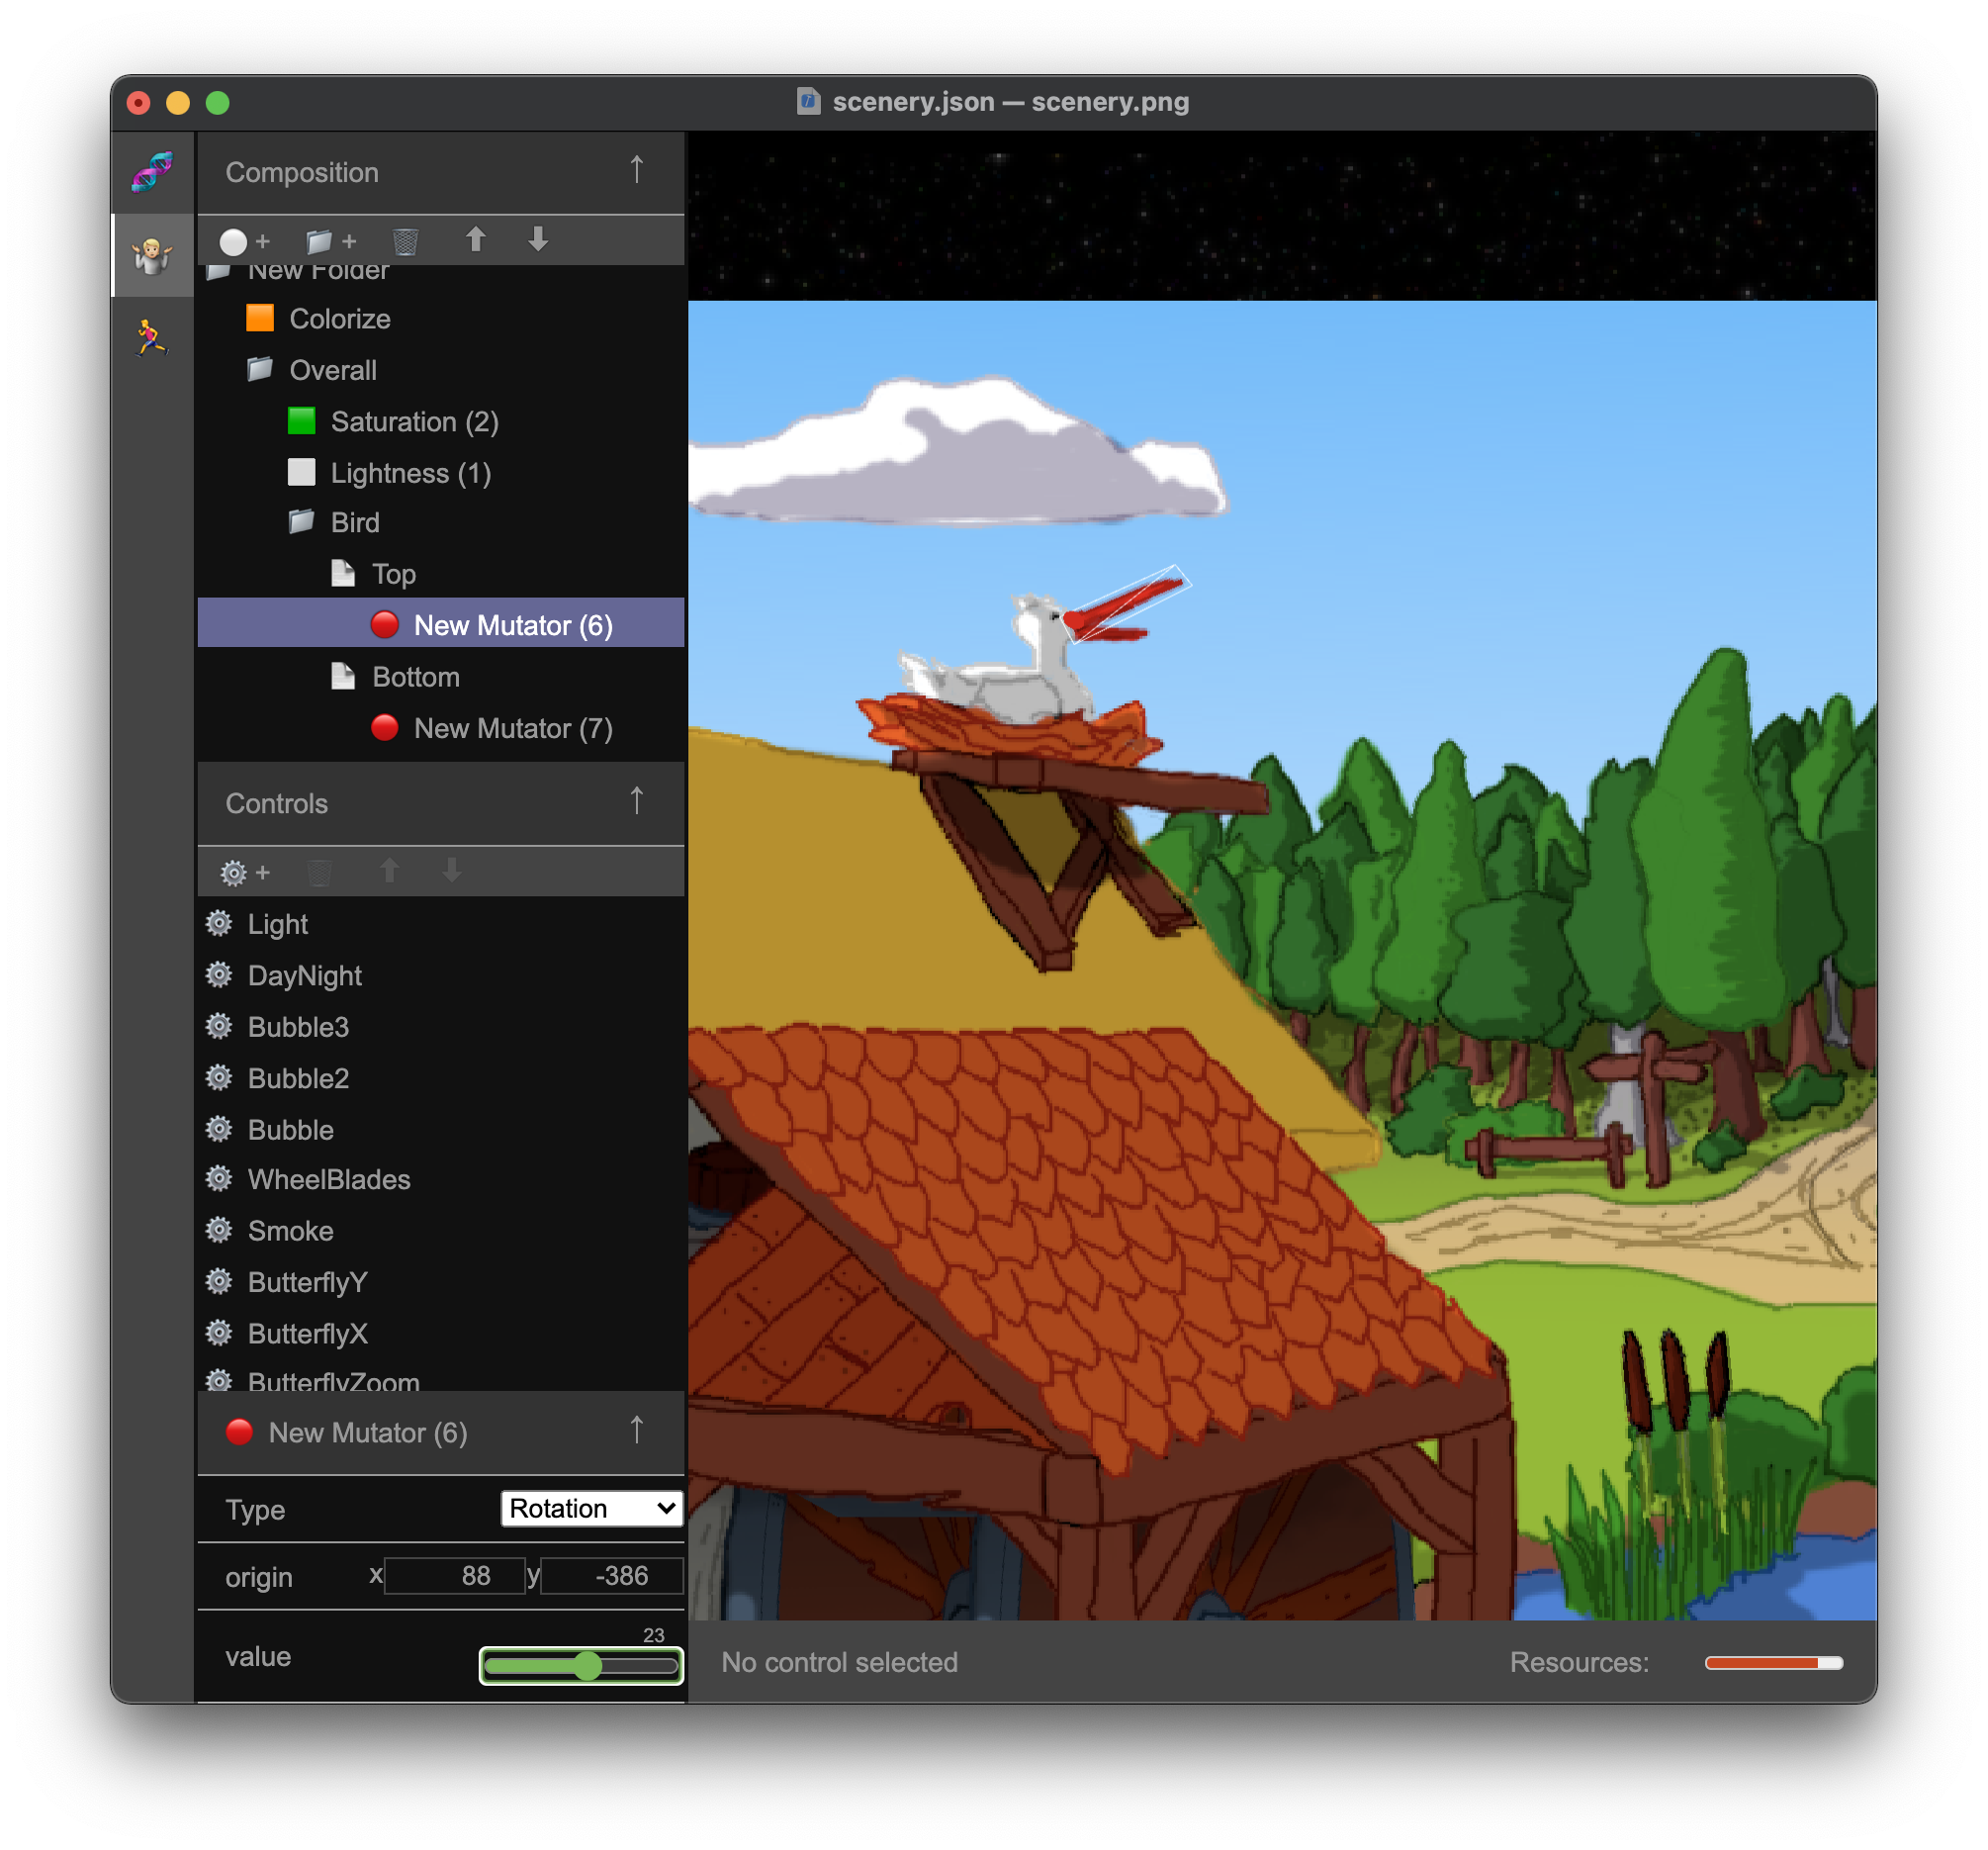 scenery.json — scenery.png
Composition
New Folder
Colorize
Overall
Saturation (2)
Lightness (1)
Bird
Top
New Mutator (6)
Bottom
New Mutator (7)
Controls
Light
DayNight
Bubble3
Bubble2
Bubble
WheelBlades
Smoke
ButterflyY
ButterflyX
ButterflyZoom
New Mutator (6)
Type Rotation
origin x 88 y -386
value 23
No control selected Resources: